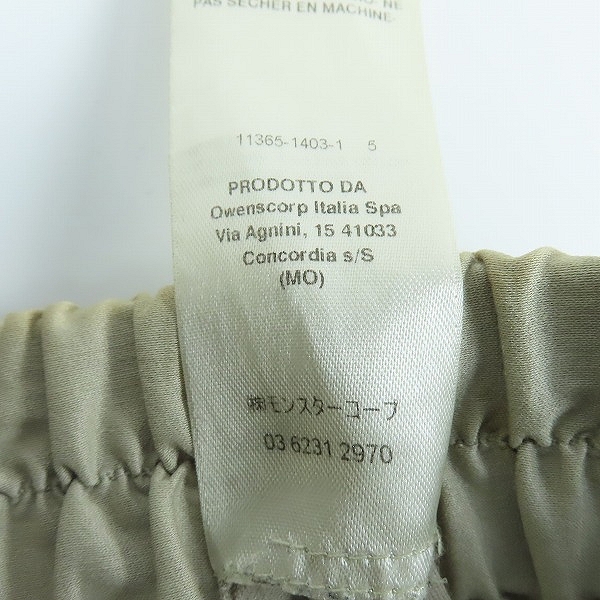 PAS SECHER EN MACHINE
11365-1403-1 5
PRODOTTO DA
Owenscorp Italia Spa
Via Agnini, 15 41033
Concordia s/S
(MO)
㈱モンスターコープ
03 6231 2970